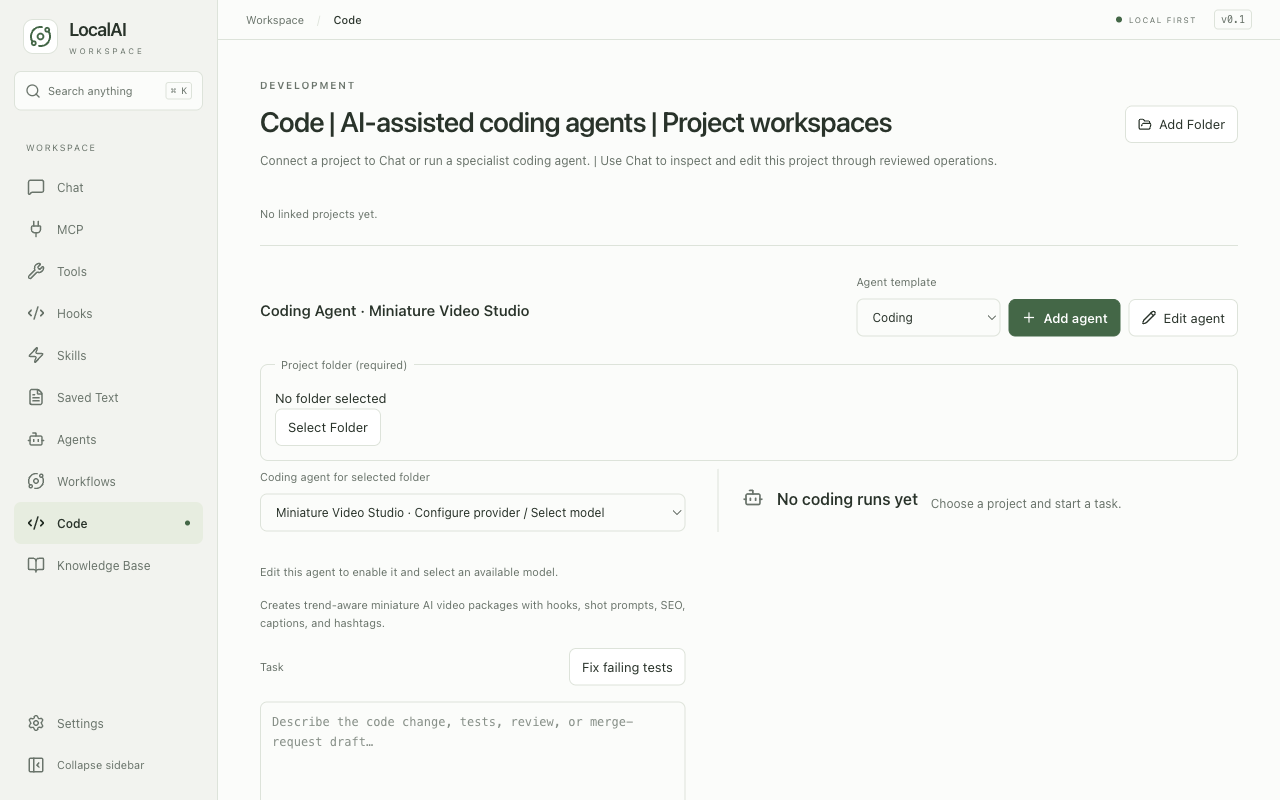 LocalAI
WORKSPACE
Search anything
⌘ K
WORKSPACE
Chat
MCP
Tools
Hooks
Skills
Saved Text
Agents
Workflows
Code
Knowledge Base
Settings
Collapse sidebar
Workspace / Code
LOCAL FIRST
v0.1
DEVELOPMENT
Code | AI-assisted coding agents | Project workspaces
Add Folder
Connect a project to Chat or run a specialist coding agent. | Use Chat to inspect and edit this project through reviewed operations.
No linked projects yet.
Coding Agent · Miniature Video Studio
Agent template
Coding
Add agent
Edit agent
Project folder (required)
No folder selected
Select Folder
Coding agent for selected folder
Miniature Video Studio · Configure provider / Select model
No coding runs yet
Choose a project and start a task.
Edit this agent to enable it and select an available model.
Creates trend-aware miniature AI video packages with hooks, shot prompts, SEO,
captions, and hashtags.
Task
Fix failing tests
Describe the code change, tests, review, or merge-
request draft…